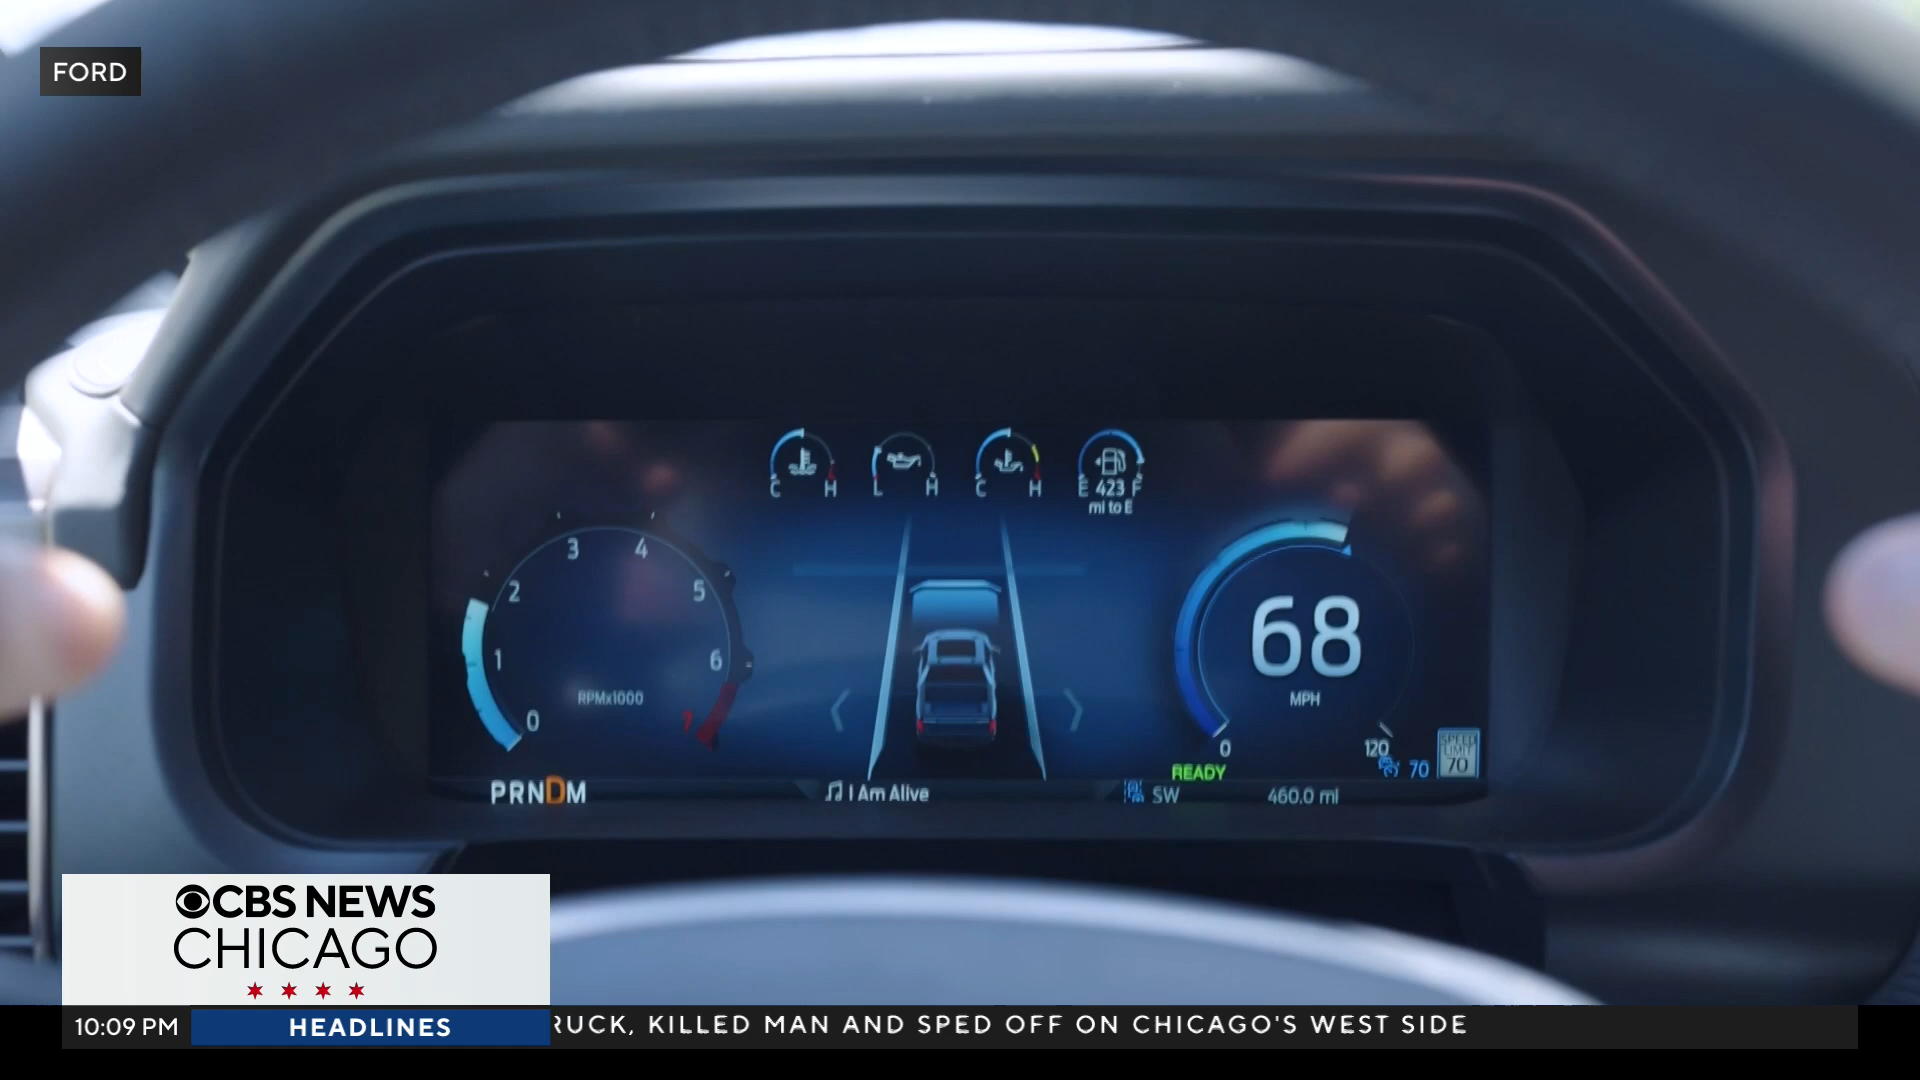 FORD
C H
L H
C H
E 423 F
mi to E
0 1 2 3 4 5 6 7
RPMx1000
68
MPH
0
120
70
SPEED
LIMIT
70
READY
PRNDM
I Am Alive
SW
460.0 mi
CBS NEWS
CHICAGO
10:09 PM
HEADLINES
RUCK, KILLED MAN AND SPED OFF ON CHICAGO'S WEST SIDE